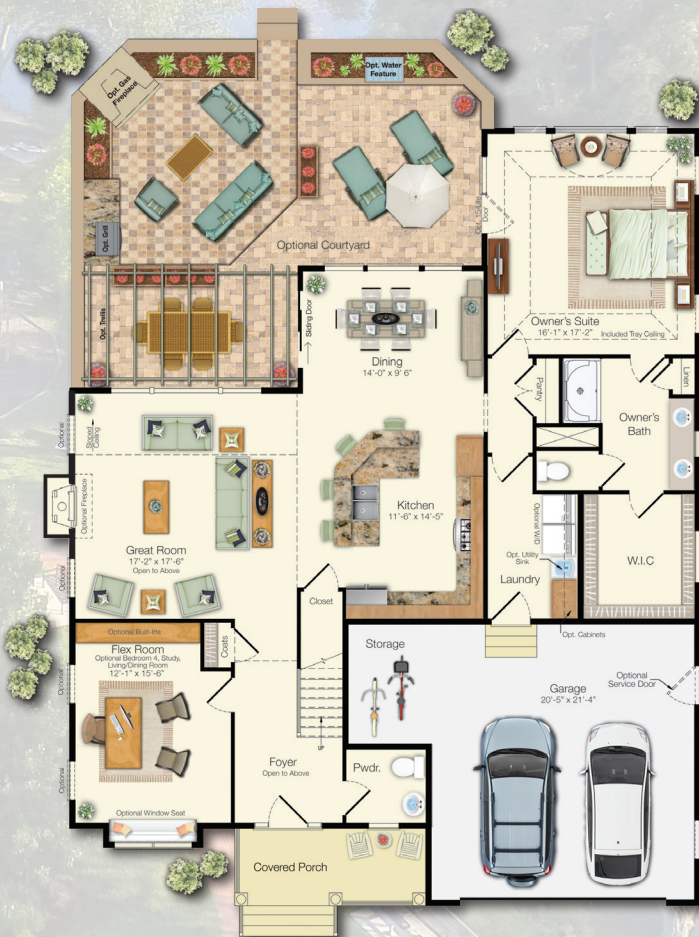 Opt. Gas
Fireplace
Opt. Water
Feature
Opt. Trellis
Opt. Grill
Optional Courtyard
Opt. Trellis
Sliding Door
Door
Owner's Suite
16'-1" x 17'-2"
Included Tray Ceiling
Dining
14'-0" x 9' 6"
Pantry
Linen
Owner's
Bath
Optional
Sloped
Ceiling
Optional Fireplace
Kitchen
11'-6" x 14'-5"
Optional W/D
Opt. Utility
Sink
W.I.C
Great Room
17'-2" x 17'-6"
Open to Above
Laundry
Optional
Closet
Opt. Cabinets
Optional Built-Ins
Coats
Flex Room
Optional Bedroom 4, Study,
Living/Dining Room
12'-1" x 15'-6"
Optional
Storage
Optional
Service Door
Garage
20'-5" x 21'-4"
UP
Foyer
Open to Above
Pwdr.
Optional
Optional Window Seat
Covered Porch